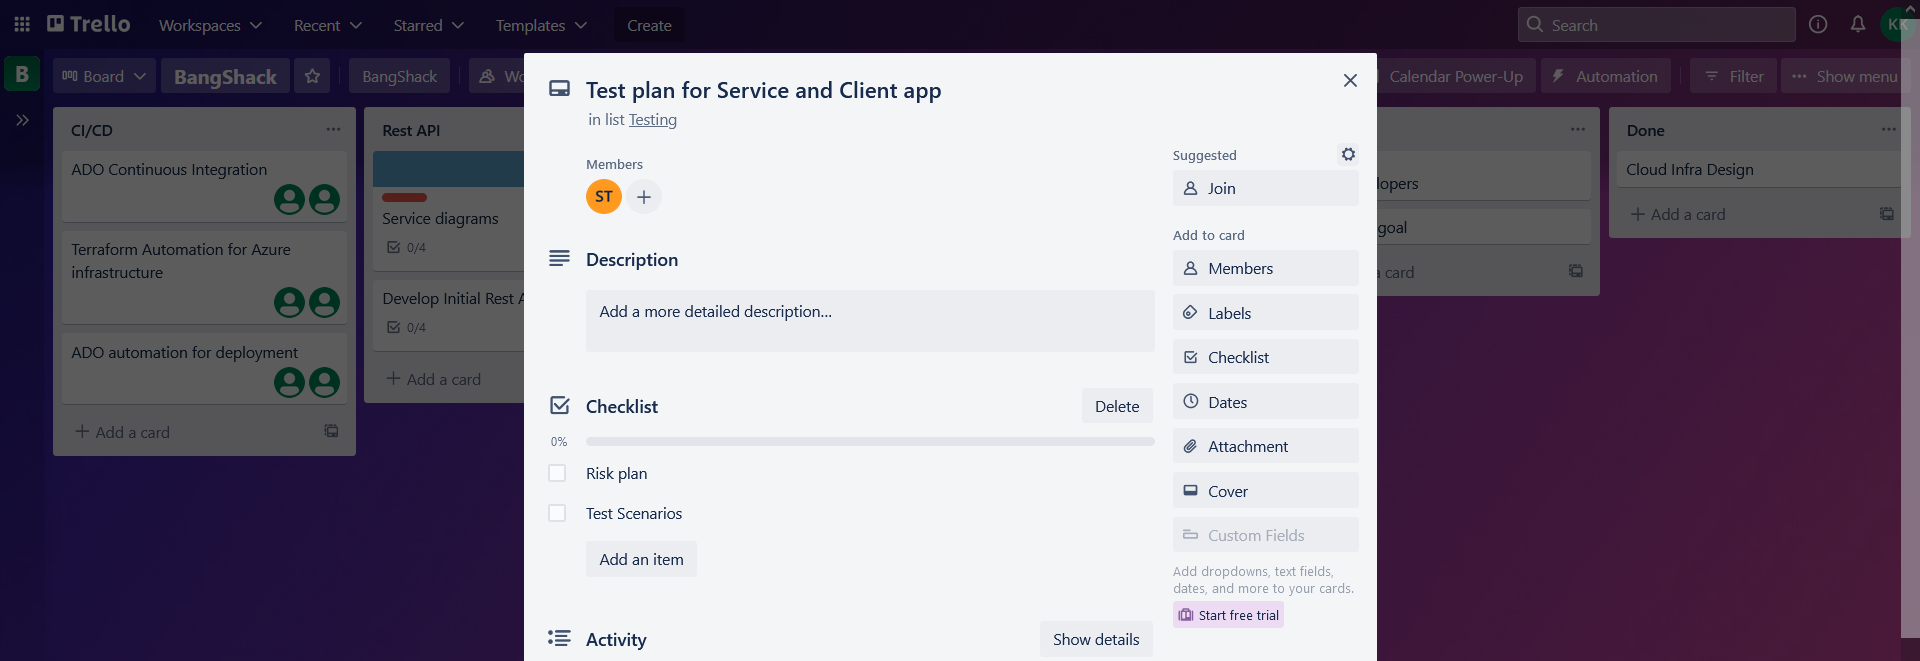 Trello
Workspaces
Recent
Starred
Templates
Create
Search
KK
B
Board
BangShack
BangShack
Calendar Power-Up
Automation
Filter
Show menu
CI/CD
ADO Continuous Integration
Terraform Automation for Azure
infrastructure
ADO automation for deployment
Add a card
Rest API
Service diagrams
0/4
Develop Initial Rest
0/4
Add a card
Test plan for Service and Client app
in list Testing
Members
ST
Description
Add a more detailed description...
Checklist
Delete
0%
Risk plan
Test Scenarios
Add an item
Activity
Show details
Suggested
Join
Add to card
Members
Labels
Checklist
Dates
Attachment
Cover
Custom Fields
Add dropdowns, text fields,
dates, and more to your cards.
Start free trial
lopers
goal
a card
Done
Cloud Infra Design
Add a card